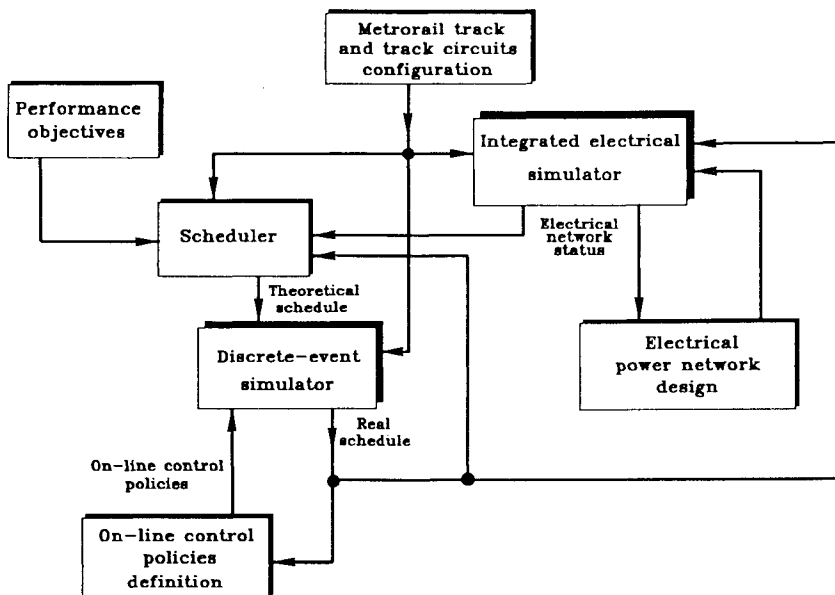 Metrorail track
and track circuits
configuration
Performance
objectives
Integrated electrical
simulator
Scheduler
Electrical
network
status
Theoretical
schedule
Discrete-event
simulator
Electrical
power network
design
Real
schedule
On-line control
policies
On-line control
policies
definition